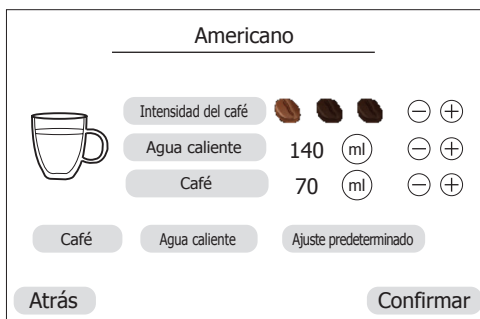 Americano
Intensidad del café
Agua caliente 140 ml
Café 70 ml
Café Agua caliente Ajuste predeterminado
Atrás Confirmar